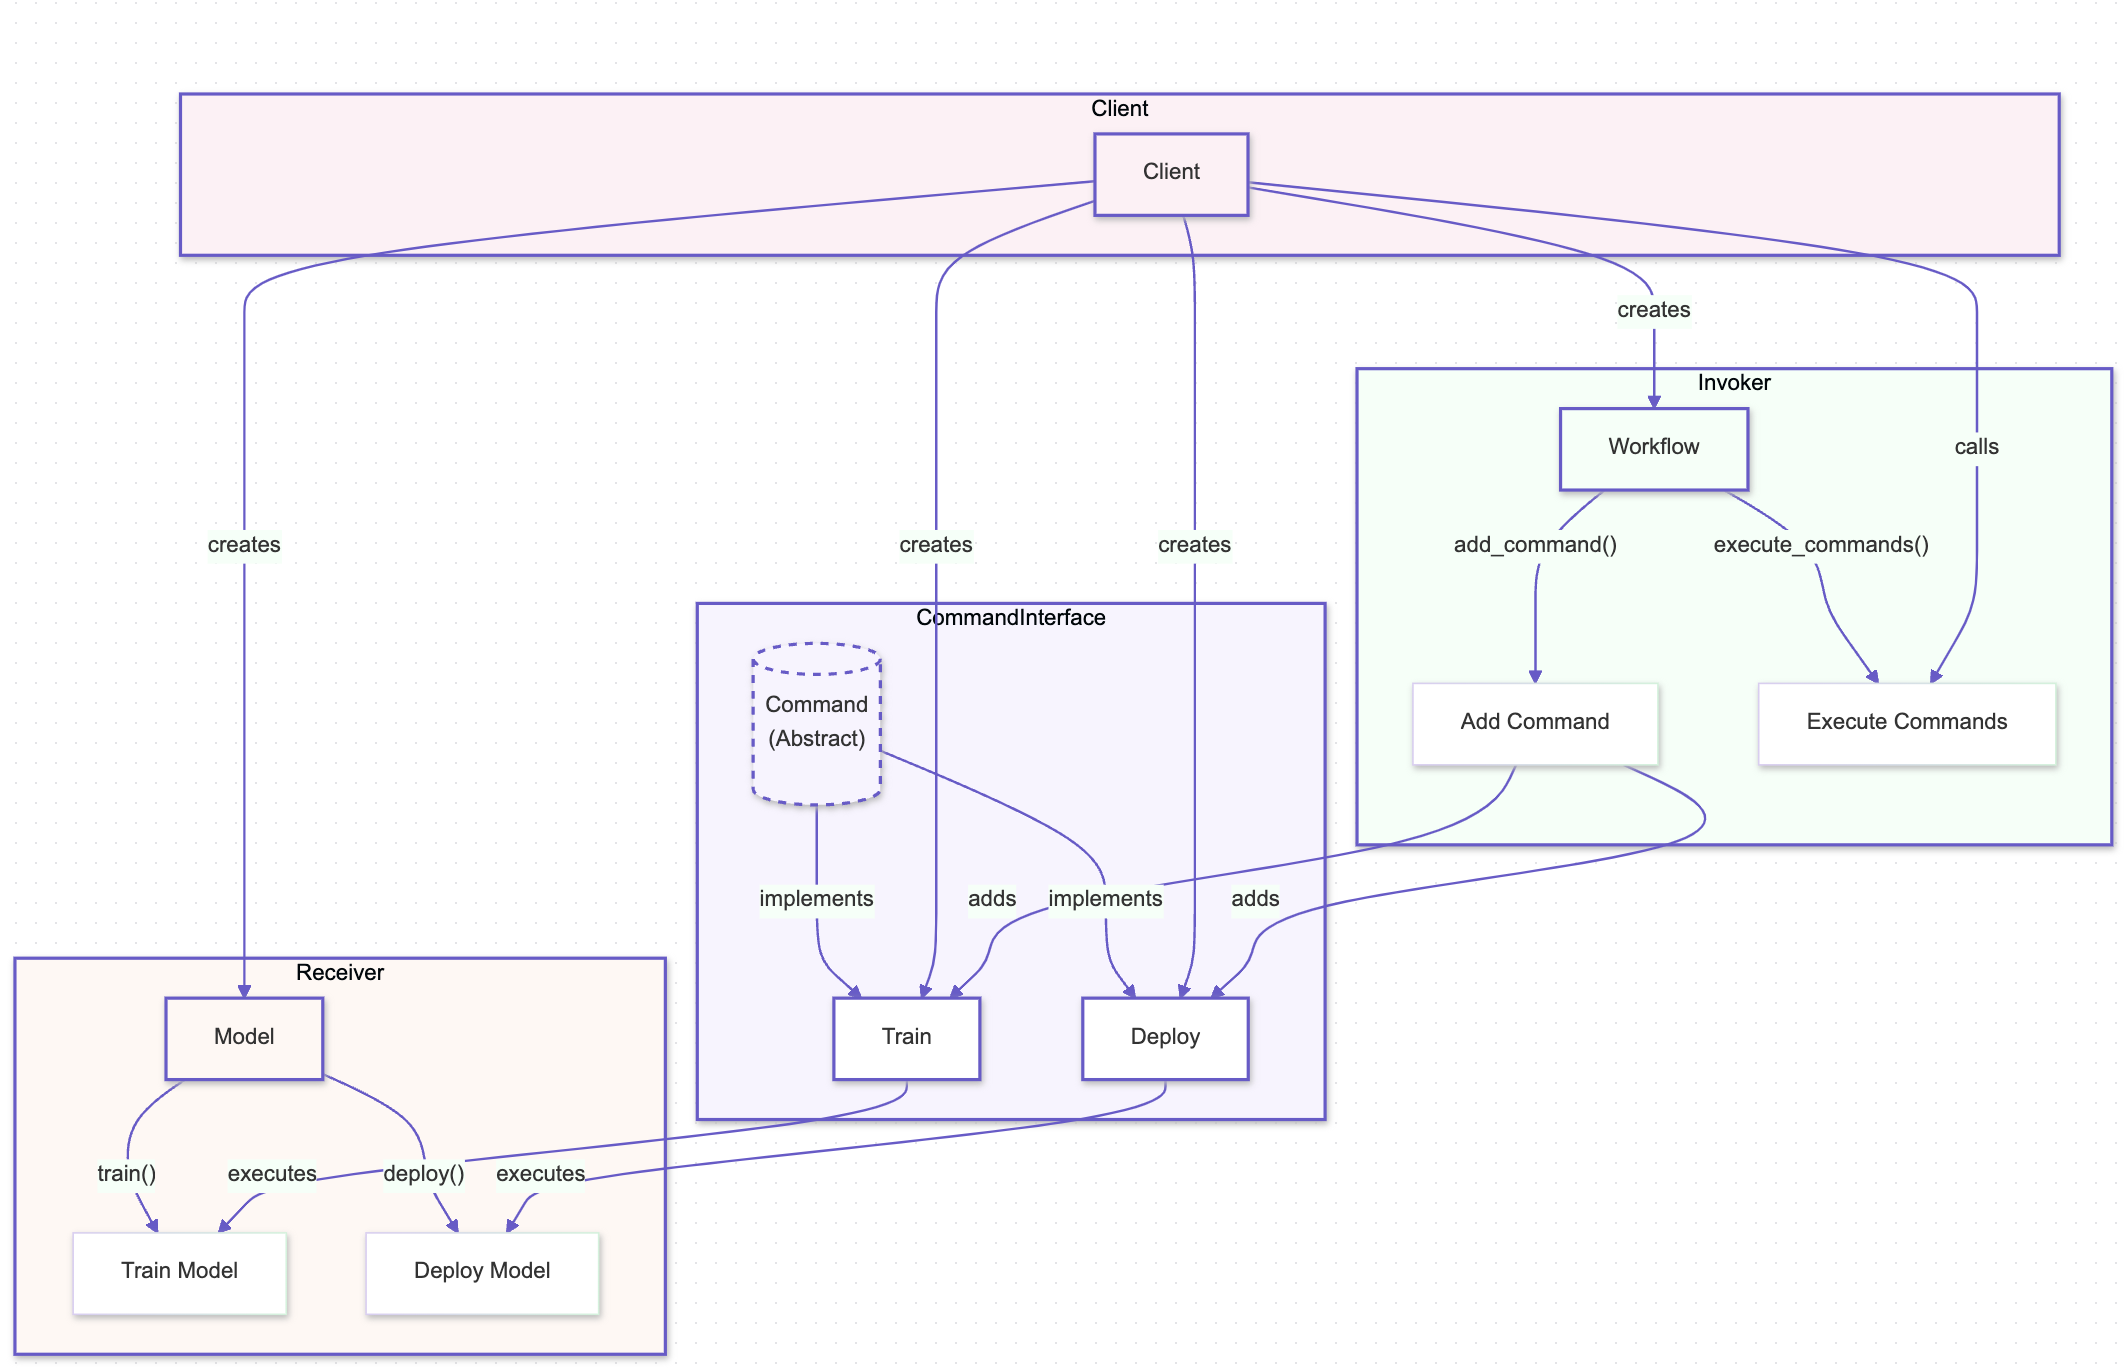 Client
Client
creates
Invoker
Workflow
calls
creates
creates
creates
add_command()
execute_commands()
CommandInterface
Command
(Abstract)
Add Command
Execute Commands
implements
adds
implements
adds
Receiver
Model
Train
Deploy
train()
executes
deploy()
executes
Train Model
Deploy Model